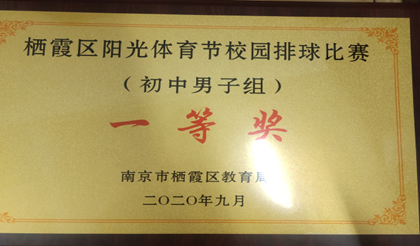 栖霞区阳光体育节校园排球比赛
（初中男子组）
一等奖
南京市栖霞区教育局
二〇二〇年九月